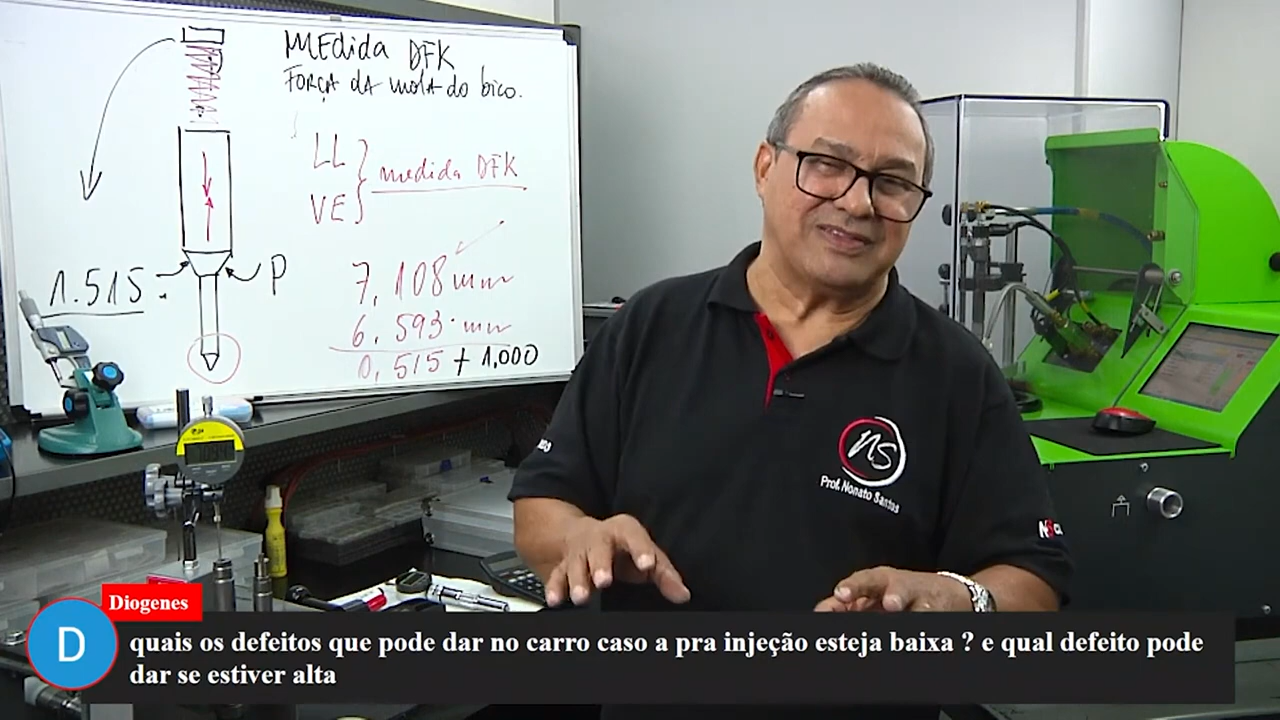 MEdida DFK
FORÇA dA molA do bico.
LL
VE
medida DFK
7,108 mm
1.515.
P
6,593. mm
0,515 + 1,000
NS
Prof. Nonato Santos
Diogenes
D
quais os defeitos que pode dar no carro caso a pra injeção esteja baixa ? e qual defeito pode
dar se estiver alta